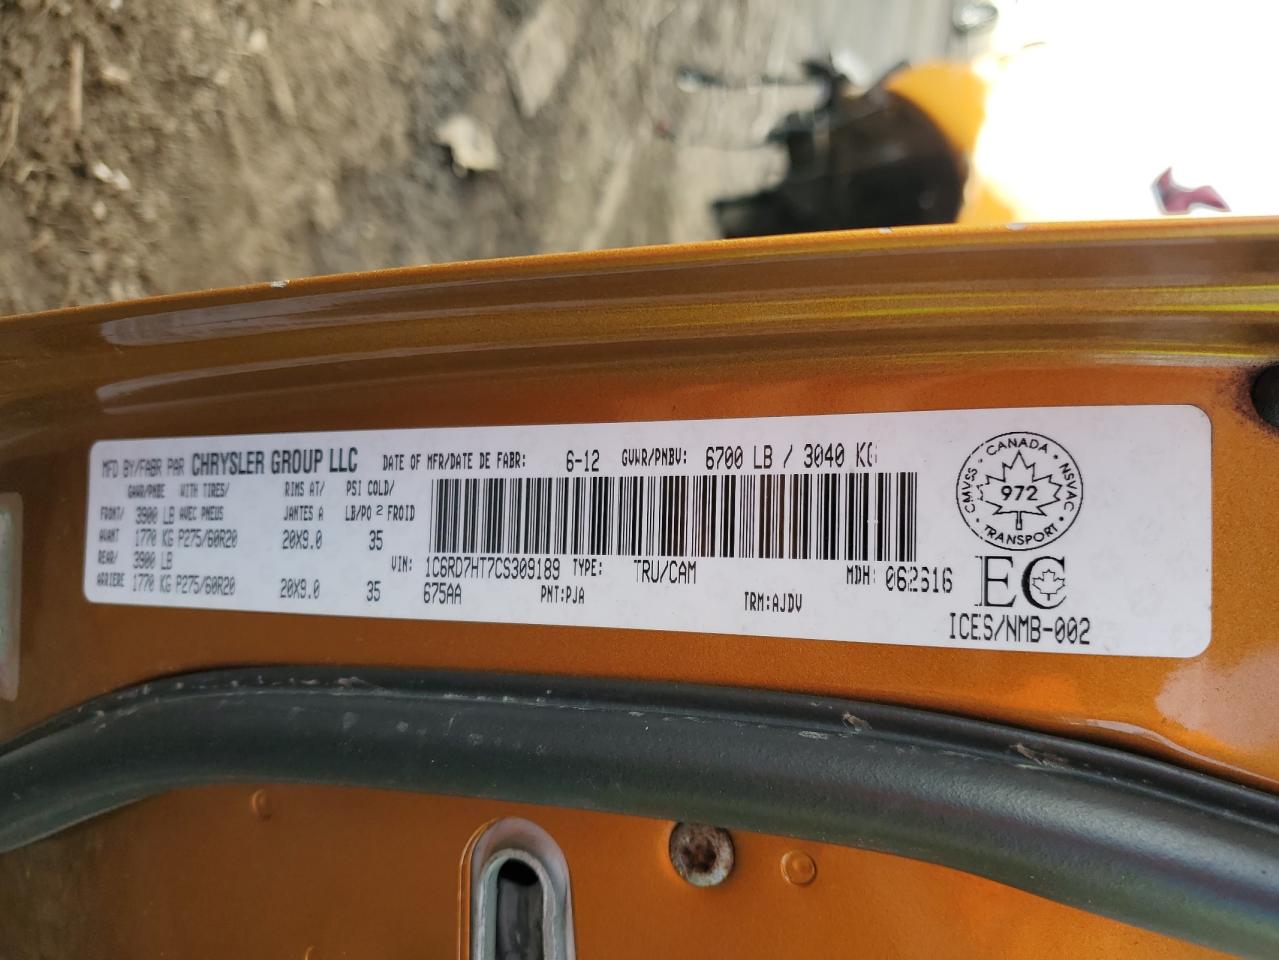 MFD BY/FABR PAR CHRYSLER GROUP LLC DATE OF MFR/DATE DE FABR: 6-12 GVWR/PNBV: 6700 LB / 3040 KG
GAWR/PNBE WITH TIRES/ RIMS AT/ PSI COLD/
FRONT/ 3900 LB AVEC PNEUS JANTES A LB/PO² FROID
AVANT 1770 KG P275/60R20 20X9.0 35
REAR/ 3900 LB
ARRIERE 1770 KG P275/60R20 20X9.0 35
VIN: 1C6RD7HT7CS309189 TYPE: TRU/CAM MDH: 062616
675AA PNT:PJA TRM:AJDV
CANADA
CMVSS • NSVAC
972
TRANSPORT
EC
ICES/NMB-002